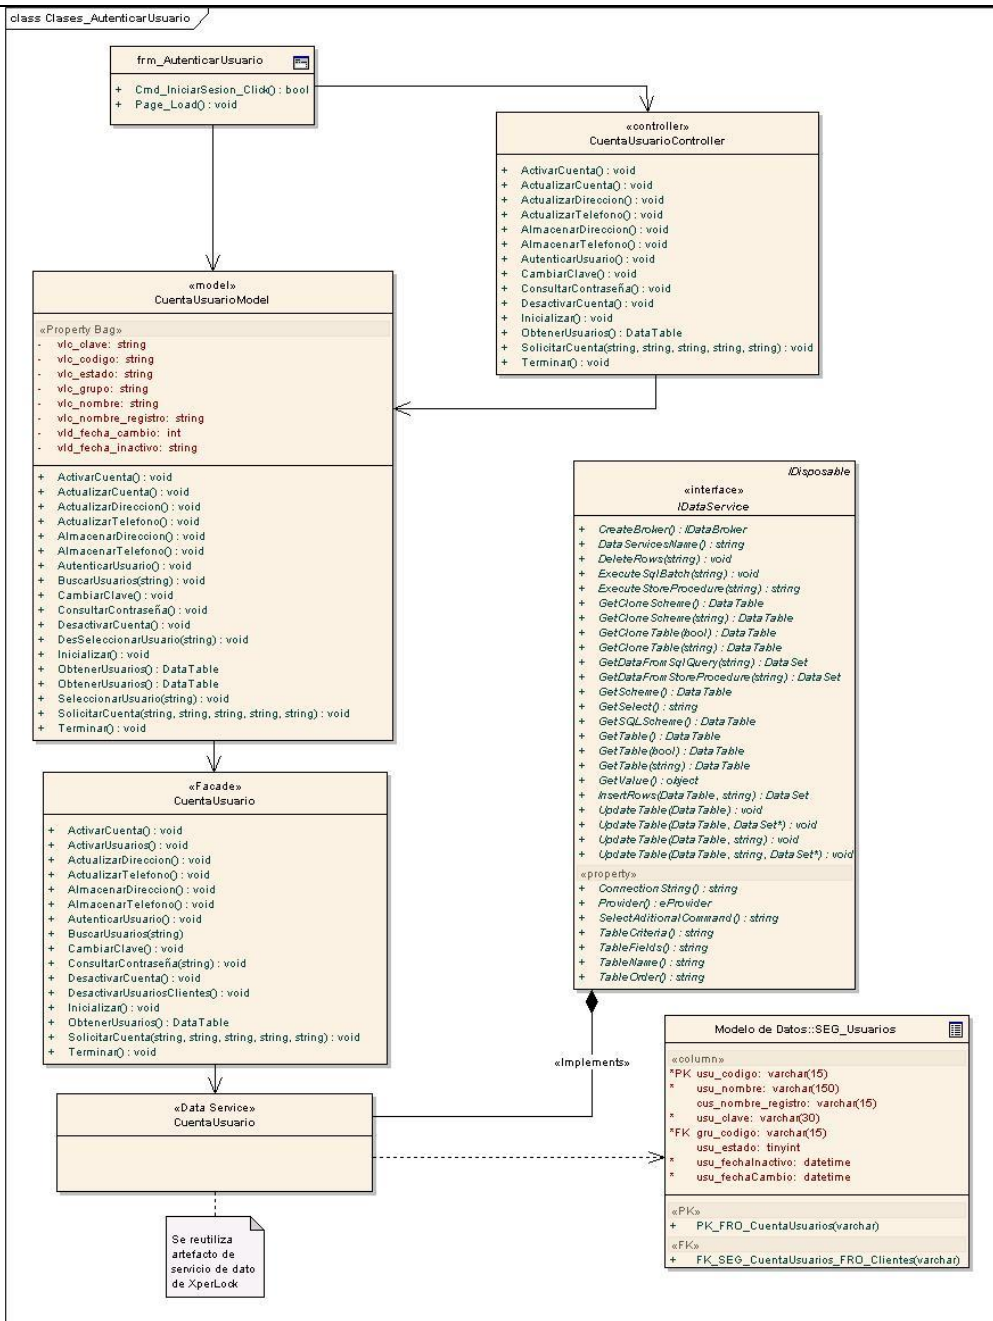 class Clases_AutenticarUsuario
frm_AutenticarUsuario
+ Cmd_IniciarSesion_Click() : bool
+ Page_Load() : void
«controller»
CuentaUsuarioController
+ ActivarCuenta() : void
+ ActualizarCuenta() : void
+ ActualizarDireccion() : void
+ ActualizarTelefono() : void
+ AlmacenarDireccion() : void
+ AlmacenarTelefono() : void
+ AutenticarUsuario() : void
+ CambiarClave() : void
+ ConsultarContraseña() : void
+ DesactivarCuenta() : void
+ Inicializar() : void
+ ObtenerUsuarios() : DataTable
+ SolicitarCuenta(string, string, string, string, string) : void
+ Terminar() : void
«model»
CuentaUsuarioModel
«Property Bag»
- vlc_clave: string
- vlc_codigo: string
- vlc_estado: string
- vlc_grupo: string
- vlc_nombre: string
- vlc_nombre_registro: string
- vld_fecha_cambio: int
- vld_fecha_inactivo: string
+ ActivarCuenta() : void
+ ActualizarCuenta() : void
+ ActualizarDireccion() : void
+ ActualizarTelefono() : void
+ AlmacenarDireccion() : void
+ AlmacenarTelefono() : void
+ AutenticarUsuario() : void
+ BuscarUsuarios(string) : void
+ CambiarClave() : void
+ ConsultarContraseña() : void
+ DesactivarCuenta() : void
+ DesSeleccionarUsuario(string) : void
+ Inicializar() : void
+ ObtenerUsuarios() : DataTable
+ ObtenerUsuarios() : DataTable
+ SeleccionarUsuario(string) : void
+ SolicitarCuenta(string, string, string, string, string) : void
+ Terminar() : void
IDisposable
«interface»
IDataService
+ CreateBroker() : IDataBroker
+ DataServicesName() : string
+ DeleteRows(string) : void
+ ExecuteSqlBatch(string) : void
+ ExecuteStoreProcedure(string) : string
+ GetCloneScheme() : DataTable
+ GetCloneScheme(string) : DataTable
+ GetCloneTable(bool) : DataTable
+ GetCloneTable(string) : DataTable
+ GetDataFromSqlQuery(string) : DataSet
+ GetDataFromStoreProcedure(string) : DataSet
+ GetScheme() : DataTable
+ GetSelect() : string
+ GetSQLScheme() : DataTable
+ GetTable() : DataTable
+ GetTable(bool) : DataTable
+ GetTable(string) : DataTable
+ GetValue() : object
+ InsertRows(DataTable, string) : DataSet
+ UpdateTable(DataTable) : void
+ UpdateTable(DataTable, DataSet*) : void
+ UpdateTable(DataTable, string) : void
+ UpdateTable(DataTable, string, DataSet*) : void
«property»
+ ConnectionString() : string
+ Provider() : eProvider
+ SelectAditionalCommand() : string
+ TableCriteria() : string
+ TableFields() : string
+ TableName() : string
+ TableOrder() : string
«Facade»
CuentaUsuario
+ ActivarCuenta() : void
+ ActivarUsuarios() : void
+ ActualizarDireccion() : void
+ ActualizarTelefono() : void
+ AlmacenarDireccion() : void
+ AlmacenarTelefono() : void
+ AutenticarUsuario() : void
+ BuscarUsuarios(string)
+ CambiarClave() : void
+ ConsultarContraseña(string) : void
+ DesactivarCuenta() : void
+ DesactivarUsuariosClientes() : void
+ Inicializar() : void
+ ObtenerUsuarios() : DataTable
+ SolicitarCuenta(string, string, string, string, string) : void
+ Terminar() : void
«Implements»
«Data Service»
CuentaUsuario
Se reutiliza
artefacto de
servicio de dato
de XperLock
Modelo de Datos::SEG_Usuarios
«column»
*PK usu_codigo: varchar(15)
* usu_nombre: varchar(150)
cus_nombre_registro: varchar(15)
* usu_clave: varchar(30)
*FK gru_codigo: varchar(15)
usu_estado: tinyint
* usu_fechaInactivo: datetime
* usu_fechaCambio: datetime
«PK»
+ PK_FRO_CuentaUsuarios(varchar)
«FK»
+ FK_SEG_CuentaUsuarios_FRO_Clientes(varchar)